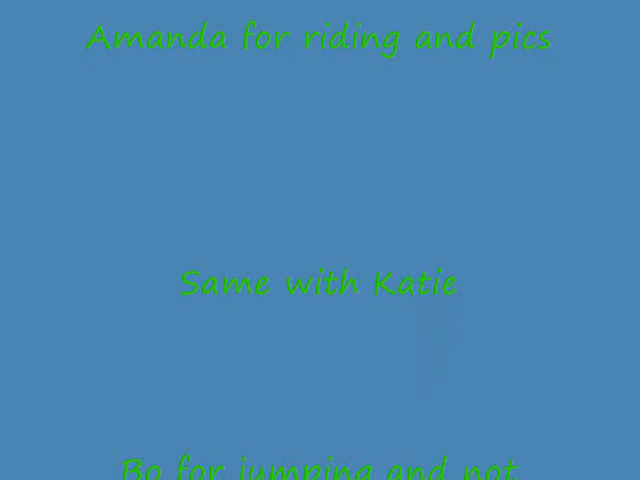 Amanda for riding and pics
Same with Katie
Bo for jumping and not